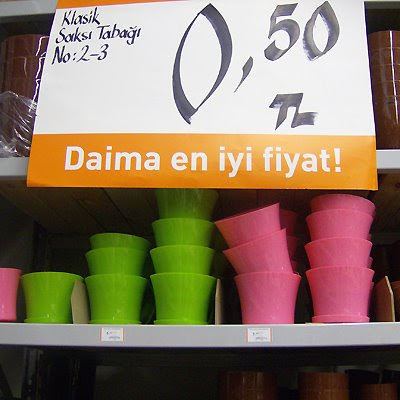 Klasik
Saksı Tabağı
No: 2-3
0,50
TL
Daima en iyi fiyat!